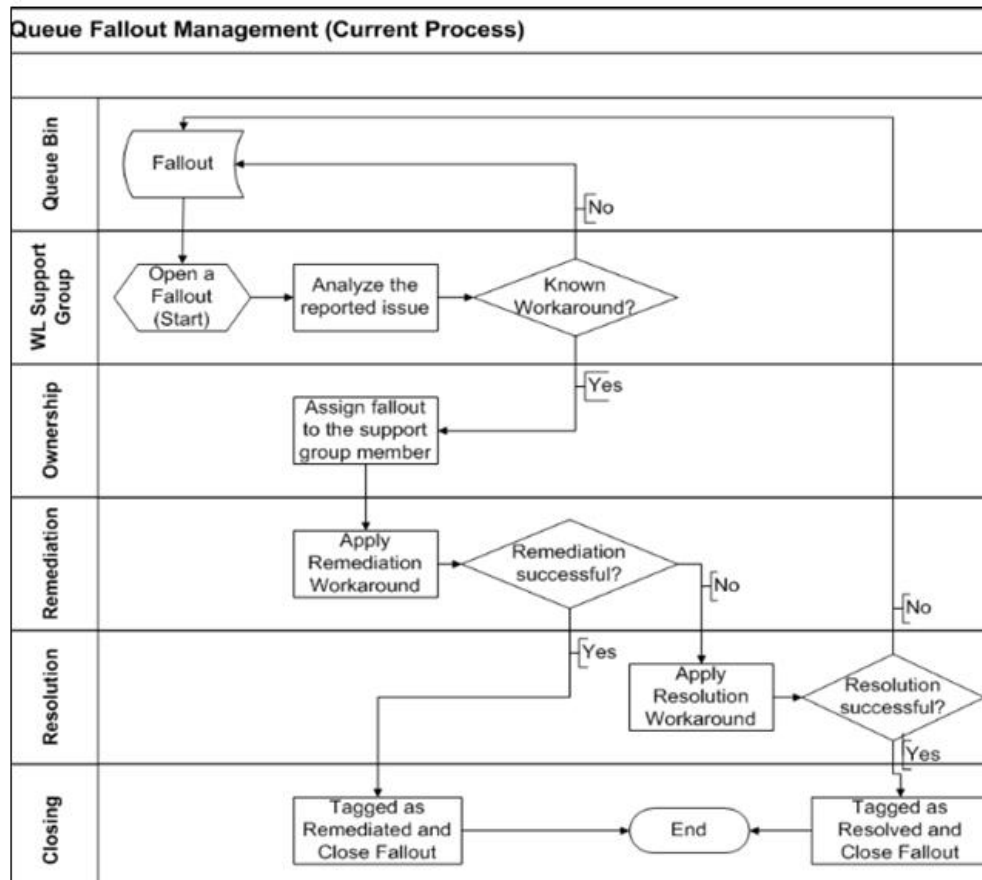 Queue Fallout Management (Current Process)
Queue Bin
Fallout
No
WL Support
Group
Open a
Fallout
(Start)
Analyze the
reported issue
Known
Workaround?
Yes
Ownership
Assign fallout
to the support
group member
Remediation
Apply
Remediation
Workaround
Remediation
successful?
No
No
Resolution
Yes
Apply
Resolution
Workaround
Resolution
successful?
Yes
Closing
Tagged as
Remediated and
Close Fallout
End
Tagged as
Resolved and
Close Fallout